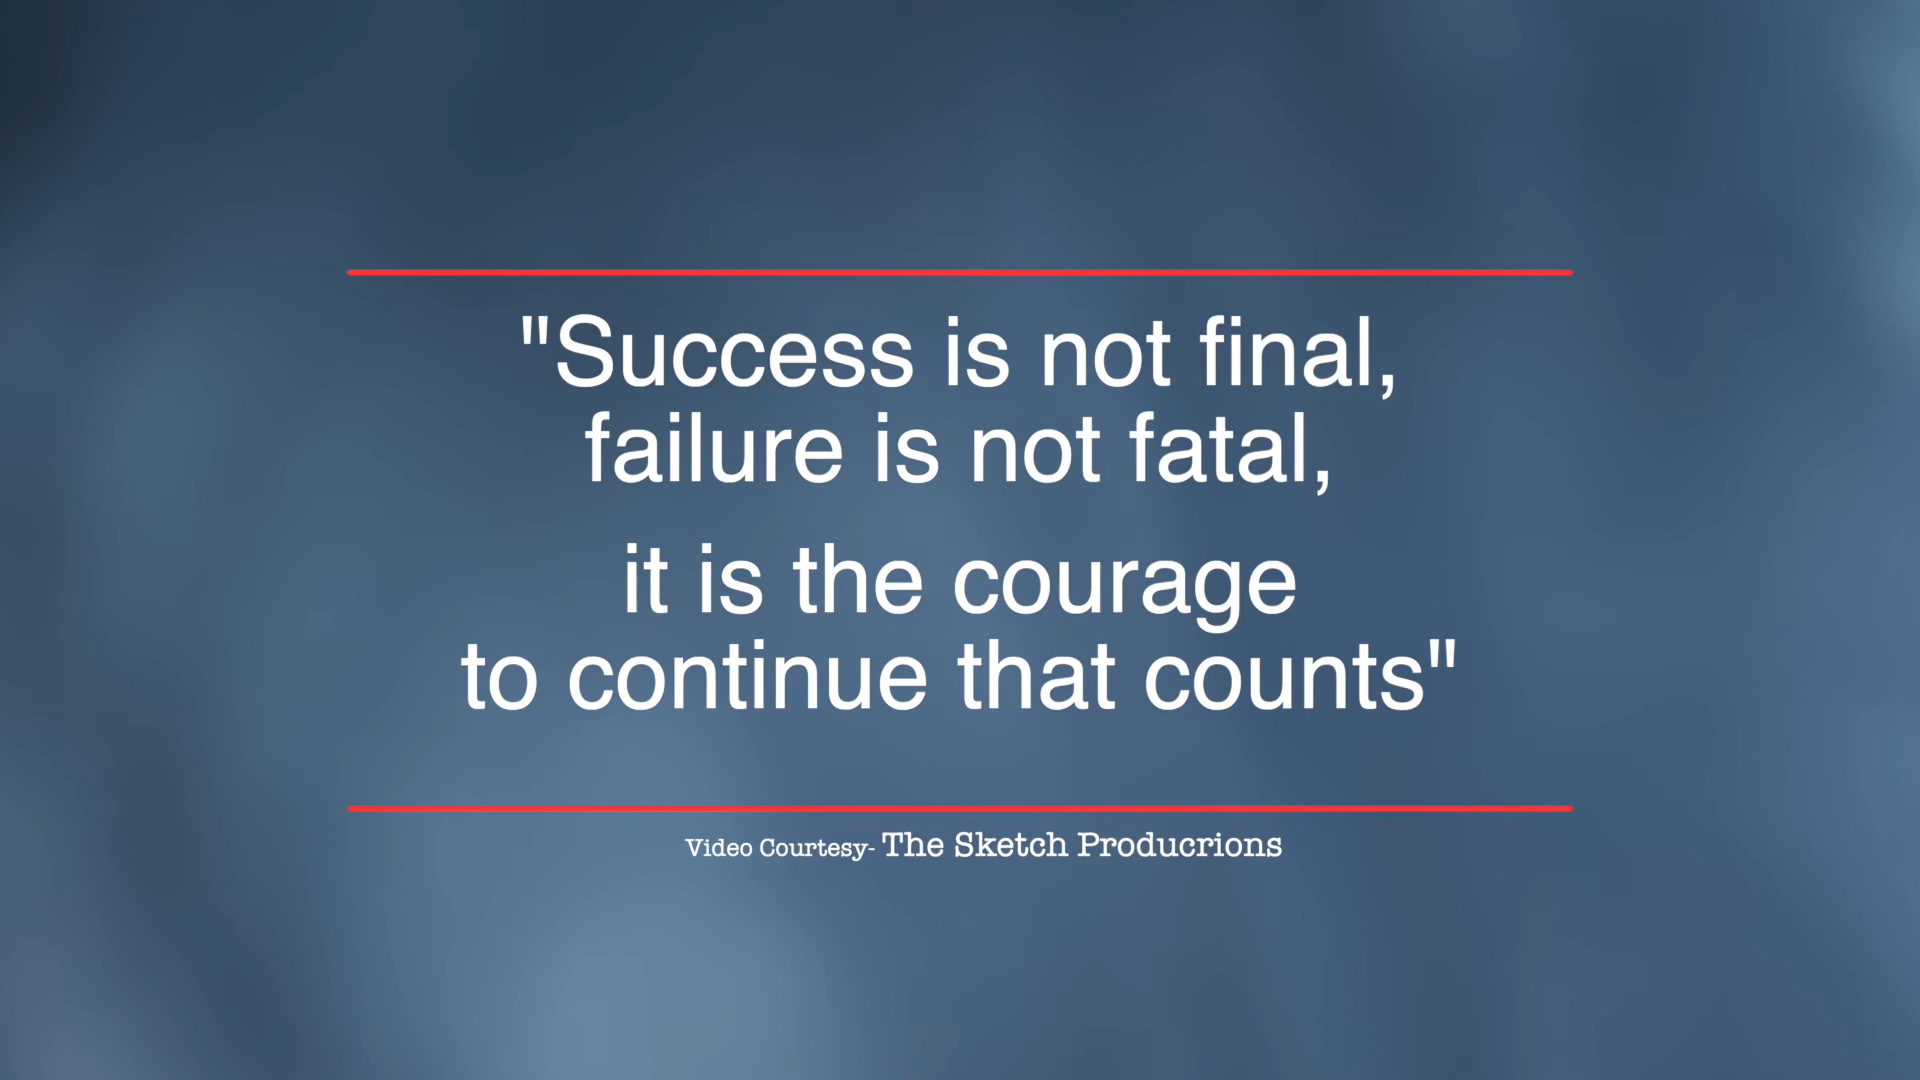 "Success is not final,
failure is not fatal,
it is the courage
to continue that counts"
Video Courtesy- The Sketch Producrions